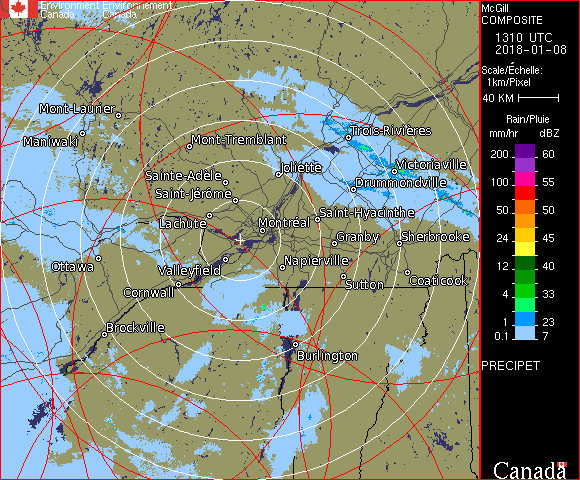 Environment Environnement
Canada Canada
McGill
COMPOSITE
1310 UTC
2018-01-08
Scale/Échelle:
1km/Pixel
40 KM
Rain/Pluie
mm/hr dBZ
200 60
100 55
50 50
24 45
12 40
4 33
1 23
0.1 7
PRECIPET
Canada
Mont-Laurier
Maniwaki
Mont-Tremblant
Trois-Rivières
Victoriaville
Joliette
Sainte-Adèle
Drummondville
Saint-Jérôme
Lachute
Saint-Hyacinthe
Montréal
Granby
Sherbrooke
Ottawa
Valleyfield
Napierville
Sutton
Coaticook
Cornwall
Brockville
Burlington